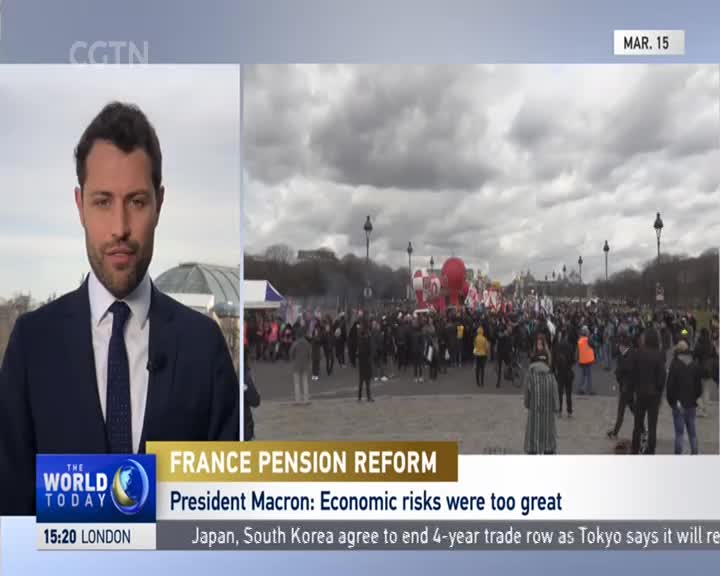 CGTN
MAR. 15
FRANCE PENSION REFORM
THE
WORLD
TODAY
President Macron: Economic risks were too great
15:20 LONDON
Japan, South Korea agree to end 4-year trade row as Tokyo says it will re